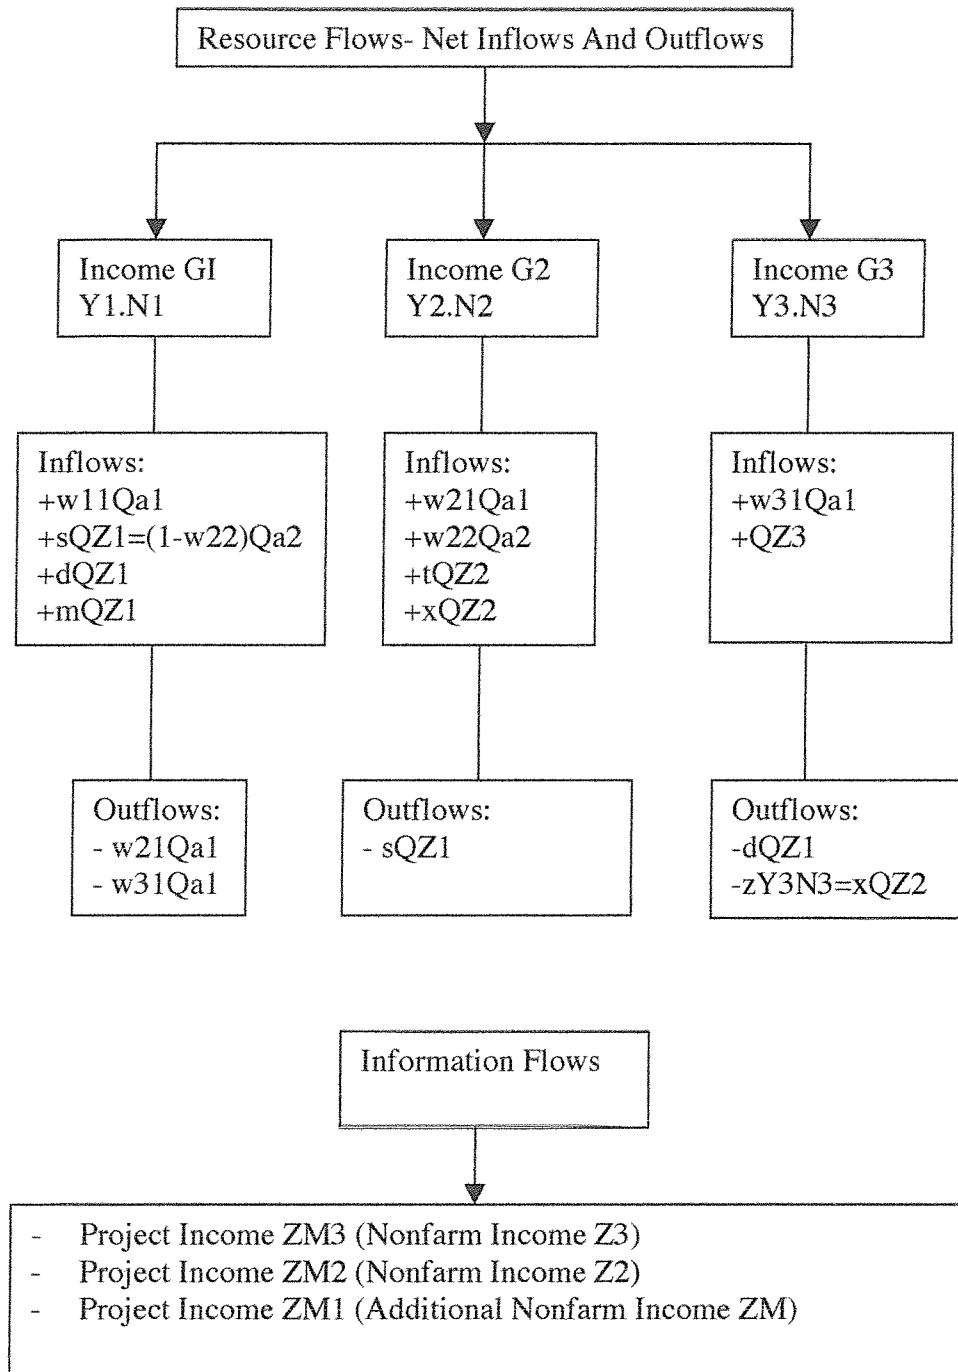 Resource Flows- Net Inflows And Outflows
Income GI
Y1.N1
Income G2
Y2.N2
Income G3
Y3.N3
Inflows:
+w11Qa1
+sQZ1=(1-w22)Qa2
+dQZ1
+mQZ1
Inflows:
+w21Qa1
+w22Qa2
+tQZ2
+xQZ2
Inflows:
+w31Qa1
+QZ3
Outflows:
- w21Qa1
- w31Qa1
Outflows:
- sQZ1
Outflows:
-dQZ1
-zY3N3=xQZ2
Information Flows
- Project Income ZM3 (Nonfarm Income Z3)
- Project Income ZM2 (Nonfarm Income Z2)
- Project Income ZM1 (Additional Nonfarm Income ZM)